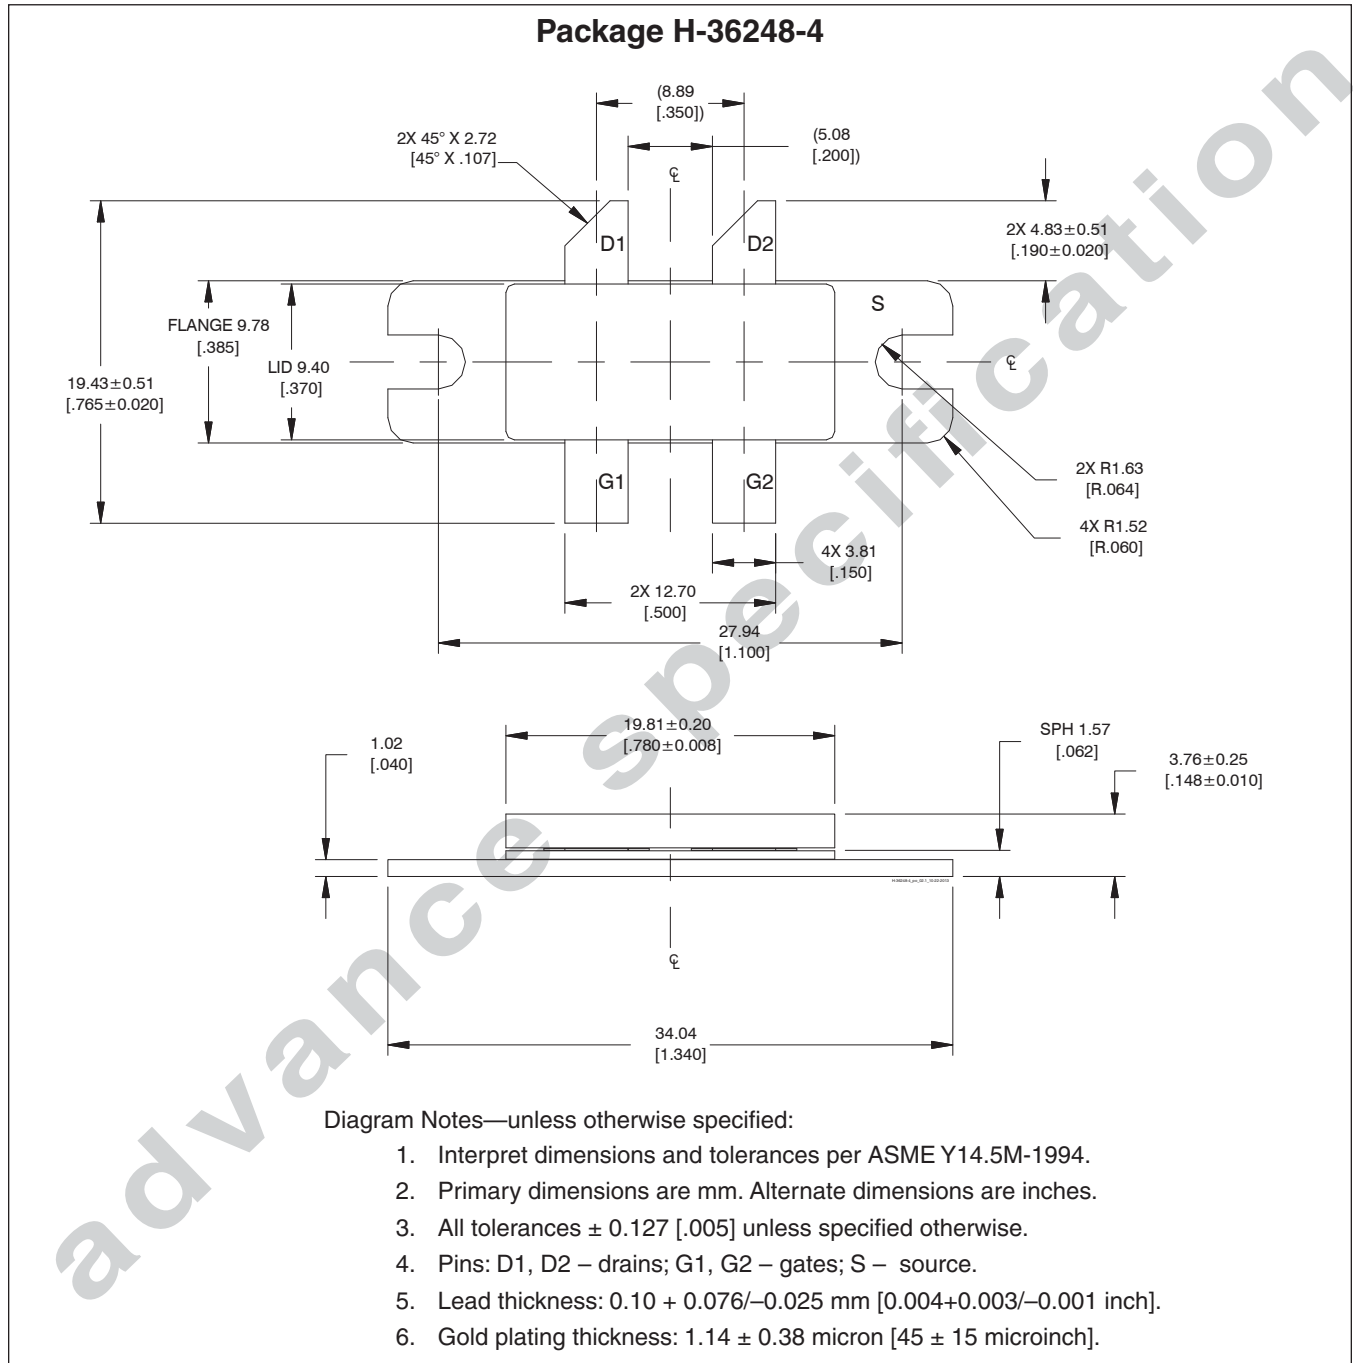 Package H-36248-4
(8.89
[.350])
2X 45° X 2.72
[45° X .107]
(5.08
[.200])
℄
2X 4.83±0.51
[.190±0.020]
D1
D2
S
FLANGE 9.78
[.385]
LID 9.40
[.370]
℄
19.43±0.51
[.765±0.020]
G1
G2
2X R1.63
[R.064]
4X R1.52
[R.060]
4X 3.81
[.150]
2X 12.70
[.500]
27.94
[1.100]
19.81±0.20
[.780±0.008]
1.02
[.040]
SPH 1.57
[.062]
3.76±0.25
[.148±0.010]
℄
34.04
[1.340]
Diagram Notes—unless otherwise specified:
1. Interpret dimensions and tolerances per ASME Y14.5M-1994.
2. Primary dimensions are mm. Alternate dimensions are inches.
3. All tolerances ± 0.127 [.005] unless specified otherwise.
4. Pins: D1, D2 – drains; G1, G2 – gates; S – source.
5. Lead thickness: 0.10 + 0.076/–0.025 mm [0.004+0.003/–0.001 inch].
6. Gold plating thickness: 1.14 ± 0.38 micron [45 ± 15 microinch].
advance specification